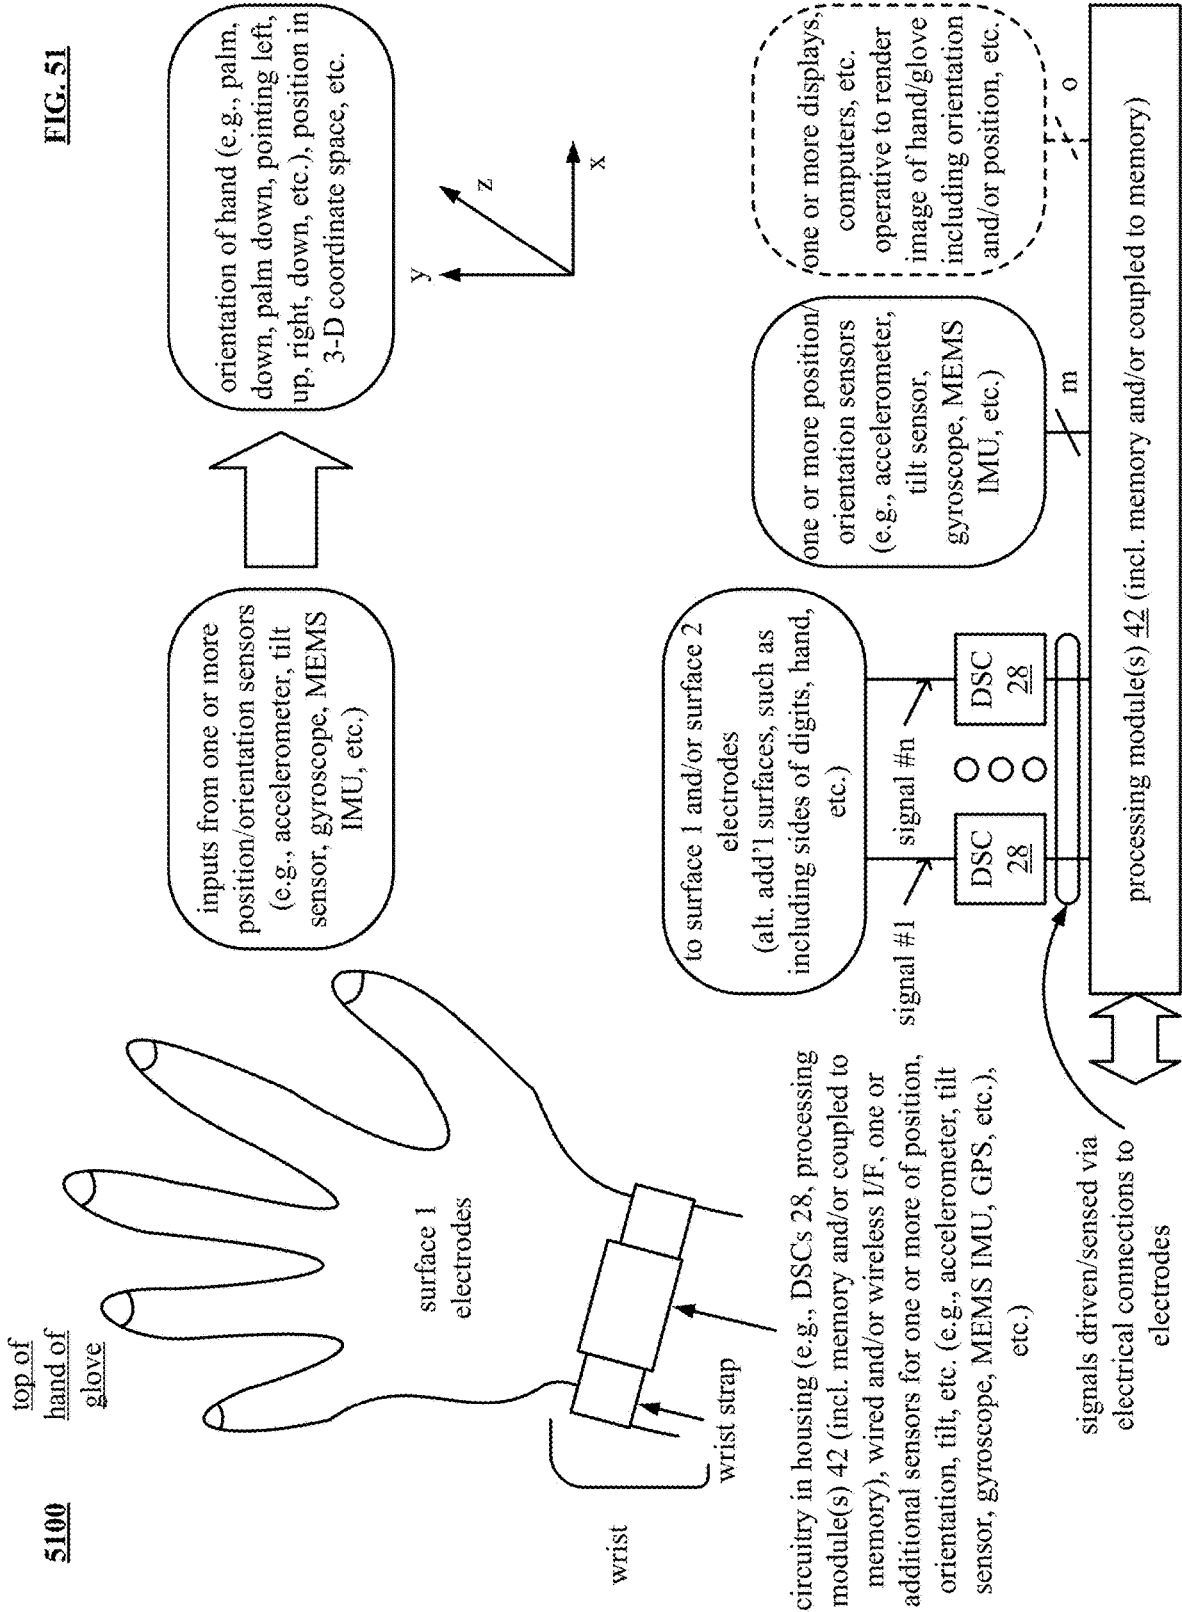 FIG. 51
5100
top of
hand of
glove
surface 1
electrodes
wrist
wrist strap
inputs from one or more
position/orientation sensors
(e.g., accelerometer, tilt
sensor, gyroscope, MEMS
IMU, etc.)
orientation of hand (e.g., palm,
down, palm down, pointing left,
up, right, down, etc.), position in
3-D coordinate space, etc.
y
z
x
circuitry in housing (e.g., DSCs 28, processing
module(s) 42 (incl. memory and/or coupled to
memory), wired and/or wireless I/F, one or
additional sensors for one or more of position,
orientation, tilt, etc. (e.g., accelerometer, tilt
sensor, gyroscope, MEMS IMU, GPS, etc.),
etc.)
signals driven/sensed via
electrical connections to
electrodes
to surface 1 and/or surface 2
electrodes
(alt. add'l surfaces, such as
including sides of digits, hand,
etc.)
signal #1
signal #n
DSC
28
DSC
28
one or more position/
orientation sensors
(e.g., accelerometer,
tilt sensor,
gyroscope, MEMS
IMU, etc.)
m
one or more displays,
computers, etc.
operative to render
image of hand/glove
including orientation
and/or position, etc.
o
processing module(s) 42 (incl. memory and/or coupled to memory)